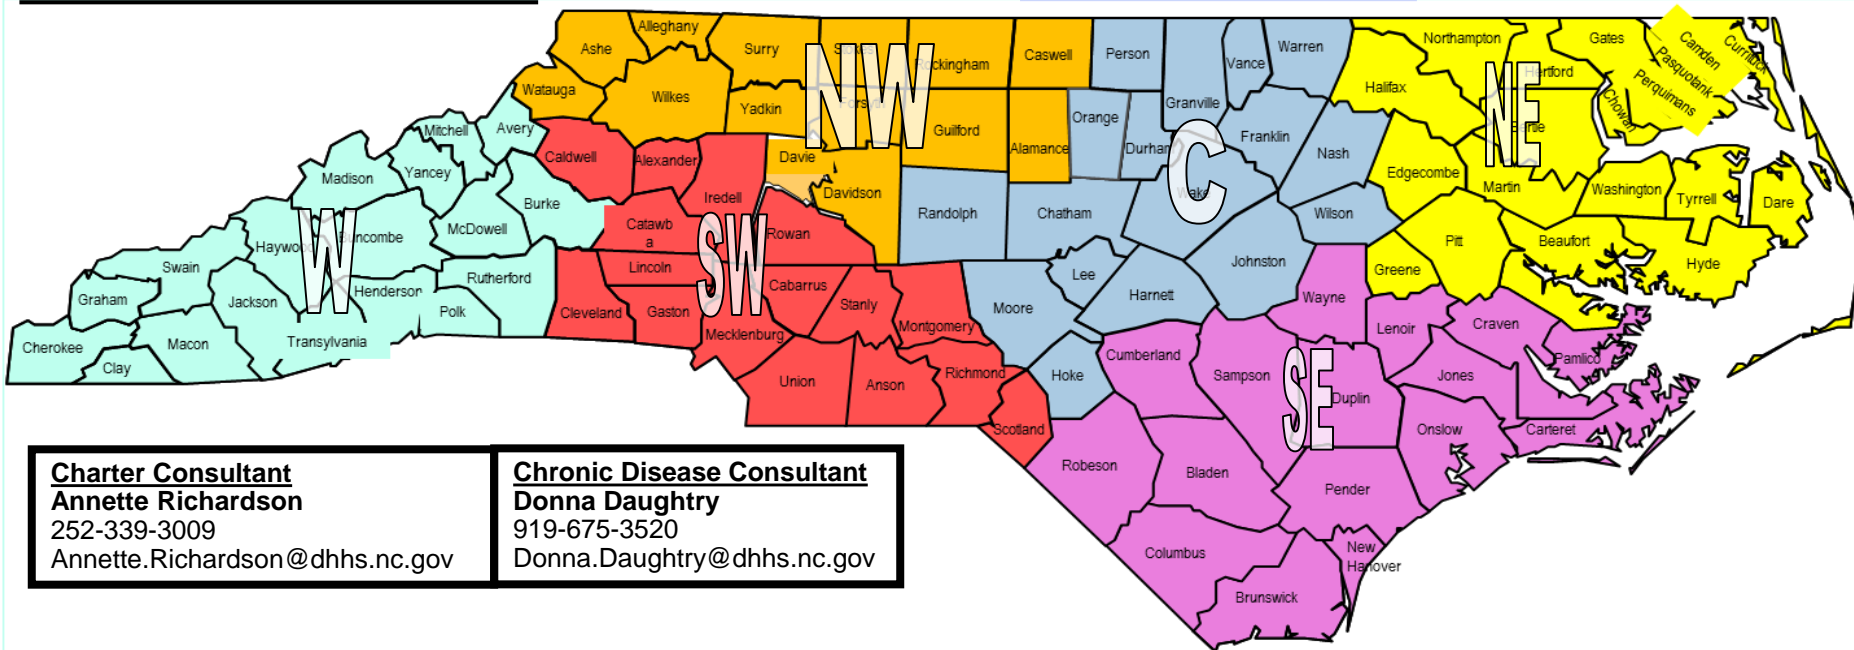 Alleghany
Ashe
Surry
Stokes
Rockingham
Caswell
Person
Vance
Warren
Northampton
Gates
Camden
Currituck
Pasquotank
Perquimans
Chowan
Hertford
Halifax
NW
NE
Watauga
Wilkes
Yadkin
Forsyth
Guilford
Alamance
Orange
Durham
Granville
Franklin
Nash
Edgecombe
Bertie
Martin
Washington
Tyrrell
Dare
Mitchell
Avery
Caldwell
Alexander
Iredell
Davie
Davidson
Randolph
Chatham
Wake
C
Wilson
Pitt
Beaufort
Hyde
Greene
Madison
Yancey
Burke
McDowell
Catawb
a
Rowan
SW
W
Haywood
Buncombe
Swain
Graham
Jackson
Henderson
Rutherford
Polk
Lincoln
Cleveland
Gaston
Cabarrus
Stanly
Montgomery
Moore
Lee
Harnett
Johnston
Wayne
Lenoir
Craven
Pamlico
Cherokee
Clay
Macon
Transylvania
Mecklenburg
Union
Anson
Richmond
Scotland
Hoke
Cumberland
Sampson
SE
Duplin
Jones
Onslow
Carteret
Robeson
Bladen
Pender
Columbus
New
Hanover
Brunswick
Charter Consultant
Annette Richardson
252-339-3009
Annette.Richardson@dhhs.nc.gov
Chronic Disease Consultant
Donna Daughtry
919-675-3520
Donna.Daughtry@dhhs.nc.gov